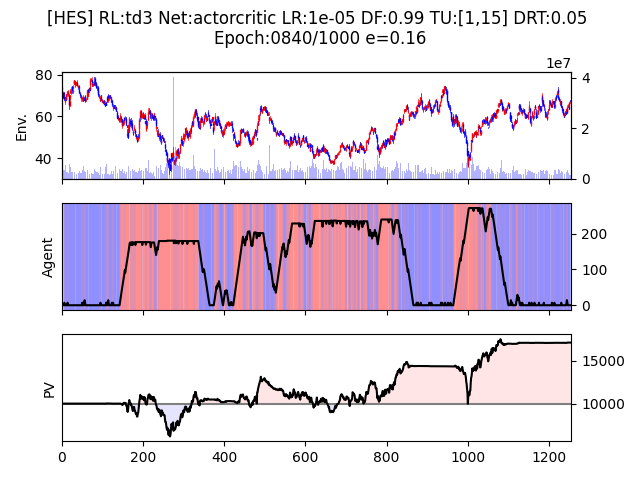 [HES] RL:td3 Net:actorcritic LR:1e-05 DF:0.99 TU:[1,15] DRT:0.05
Epoch:0840/1000 e=0.16
1e7
80
60
40
Env.
4
2
0
Agent
200
100
0
PV
15000
10000
0 200 400 600 800 1000 1200